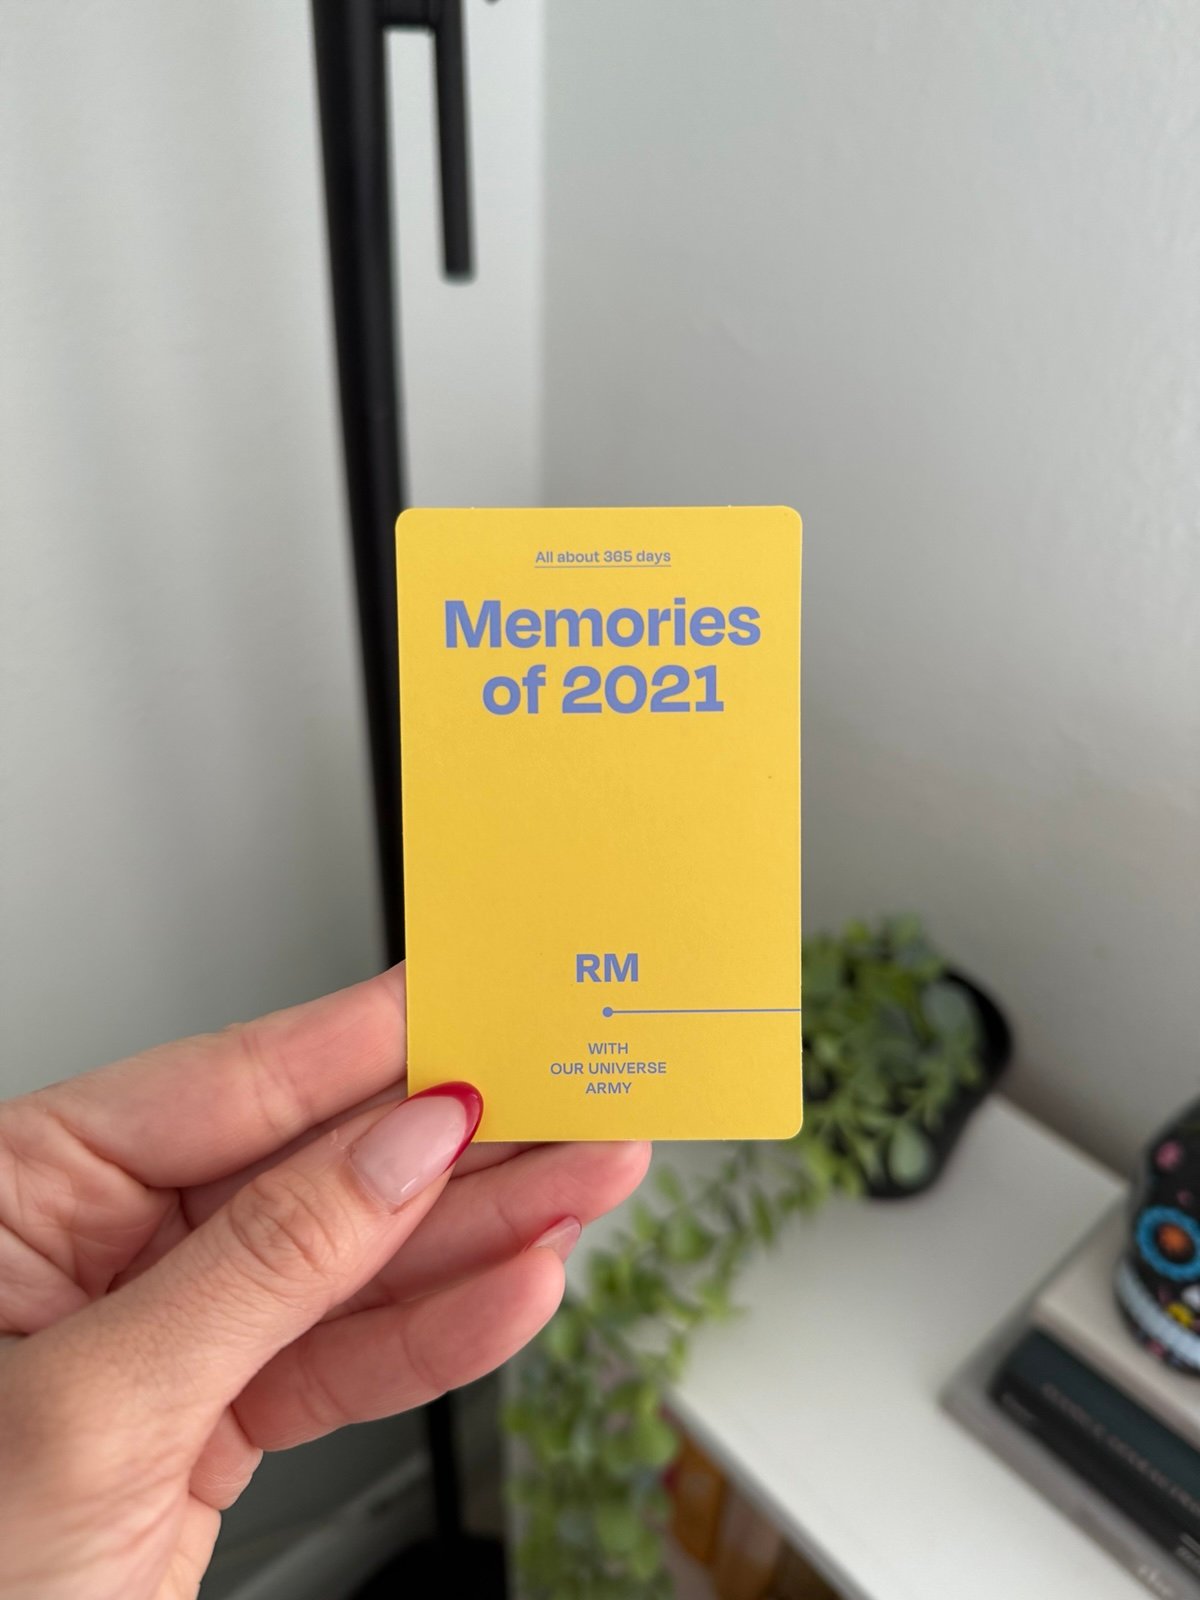 All about 365 days
Memories
of 2021
RM
WITH
OUR UNIVERSE
ARMY